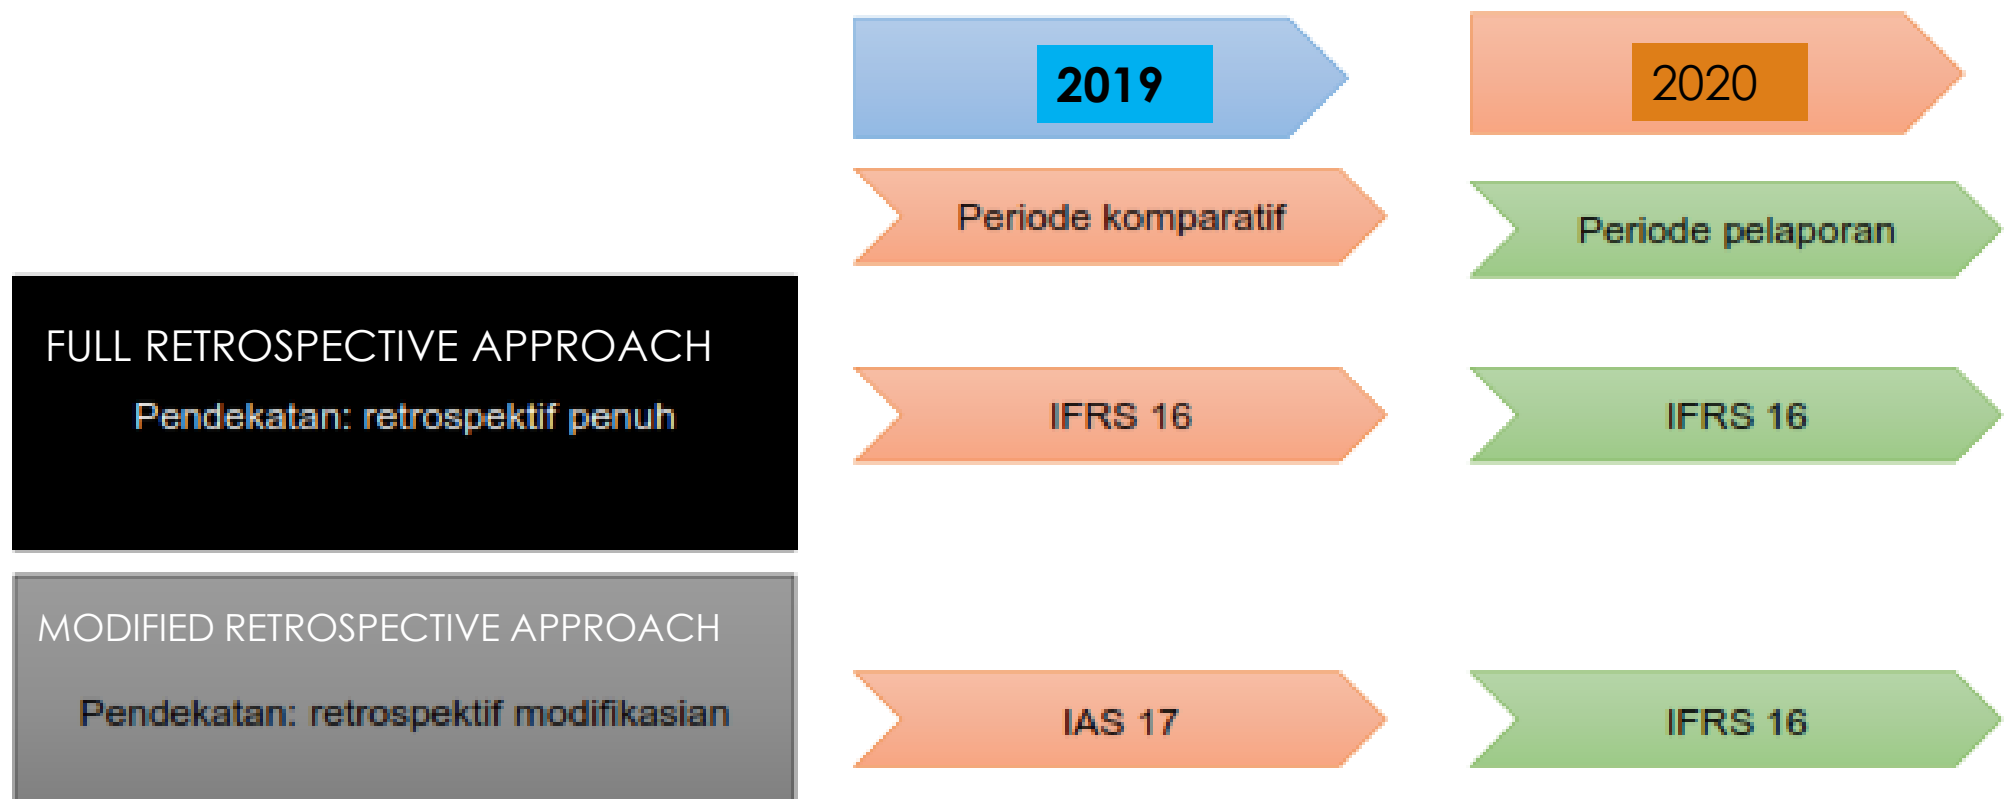 2019
2020
Periode komparatif
Periode pelaporan
FULL RETROSPECTIVE APPROACH
Pendekatan: retrospektif penuh
IFRS 16
IFRS 16
MODIFIED RETROSPECTIVE APPROACH
Pendekatan: retrospektif modifikasian
IAS 17
IFRS 16